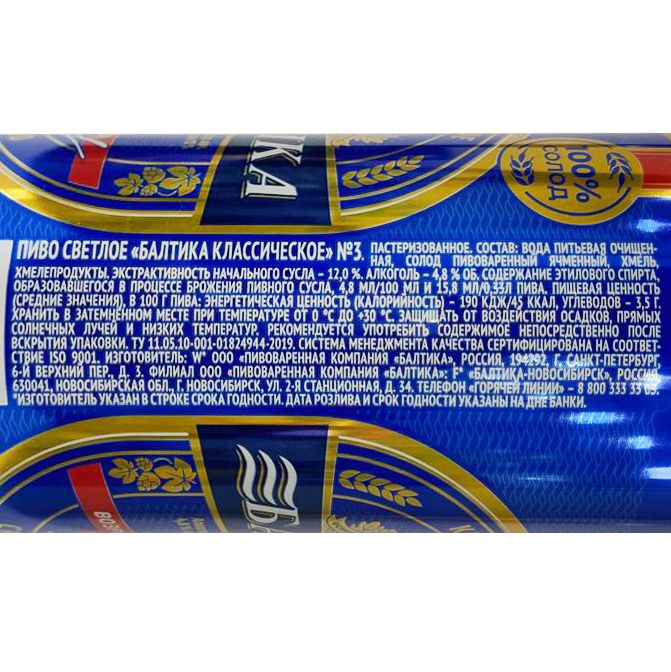 100%
СОЛОД
ПИВО СВЕТЛОЕ «БАЛТИКА КЛАССИЧЕСКОЕ» №3. ПАСТЕРИЗОВАННОЕ. СОСТАВ: ВОДА ПИТЬЕВАЯ ОЧИЩЕН-
НАЯ, СОЛОД ПИВОВАРЕННЫЙ ЯЧМЕННЫЙ, ХМЕЛЬ,
ХМЕЛЕПРОДУКТЫ. ЭКСТРАКТИВНОСТЬ НАЧАЛЬНОГО СУСЛА – 12,0 %. АЛКОГОЛЬ – 4,8 % ОБ. СОДЕРЖАНИЕ ЭТИЛОВОГО СПИРТА,
ОБРАЗОВАВШЕГОСЯ В ПРОЦЕССЕ БРОЖЕНИЯ ПИВНОГО СУСЛА, 4,8 МЛ/100 МЛ И 15,8 МЛ/0,33Л ПИВА. ПИЩЕВАЯ ЦЕННОСТЬ
(СРЕДНИЕ ЗНАЧЕНИЯ), В 100 Г ПИВА: ЭНЕРГЕТИЧЕСКАЯ ЦЕННОСТЬ (КАЛОРИЙНОСТЬ) – 190 КДЖ/45 ККАЛ, УГЛЕВОДОВ – 3,5 Г.
ХРАНИТЬ В ЗАТЕМНЁННОМ МЕСТЕ ПРИ ТЕМПЕРАТУРЕ ОТ 0 °С ДО +30 °С. ЗАЩИЩАТЬ ОТ ВОЗДЕЙСТВИЯ ОСАДКОВ, ПРЯМЫХ
СОЛНЕЧНЫХ ЛУЧЕЙ И НИЗКИХ ТЕМПЕРАТУР. РЕКОМЕНДУЕТСЯ УПОТРЕБИТЬ СОДЕРЖИМОЕ НЕПОСРЕДСТВЕННО ПОСЛЕ
ВСКРЫТИЯ УПАКОВКИ. ТУ 11.05.10-001-01824944-2019. СИСТЕМА МЕНЕДЖМЕНТА КАЧЕСТВА СЕРТИФИЦИРОВАНА НА СООТВЕТ-
СТВИЕ ISO 9001. ИЗГОТОВИТЕЛЬ: W* ООО «ПИВОВАРЕННАЯ КОМПАНИЯ «БАЛТИКА», РОССИЯ, 194292, Г. САНКТ-ПЕТЕРБУРГ
6-Й ВЕРХНИЙ ПЕР., Д. 3. ФИЛИАЛ ООО «ПИВОВАРЕННАЯ КОМПАНИЯ «БАЛТИКА»: F* «БАЛТИКА-НОВОСИБИРСК», РОССИЯ
630041, НОВОСИБИРСКАЯ ОБЛ., Г. НОВОСИБИРСК, УЛ. 2-Я СТАНЦИОННАЯ, Д. 34. ТЕЛЕФОН «ГОРЯЧЕЙ ЛИНИИ» – 8 800 333 33 03.
*ИЗГОТОВИТЕЛЬ УКАЗАН В СТРОКЕ СРОКА ГОДНОСТИ. ДАТА РОЗЛИВА И СРОК ГОДНОСТИ УКАЗАНЫ НА ДНЕ БАНКИ.